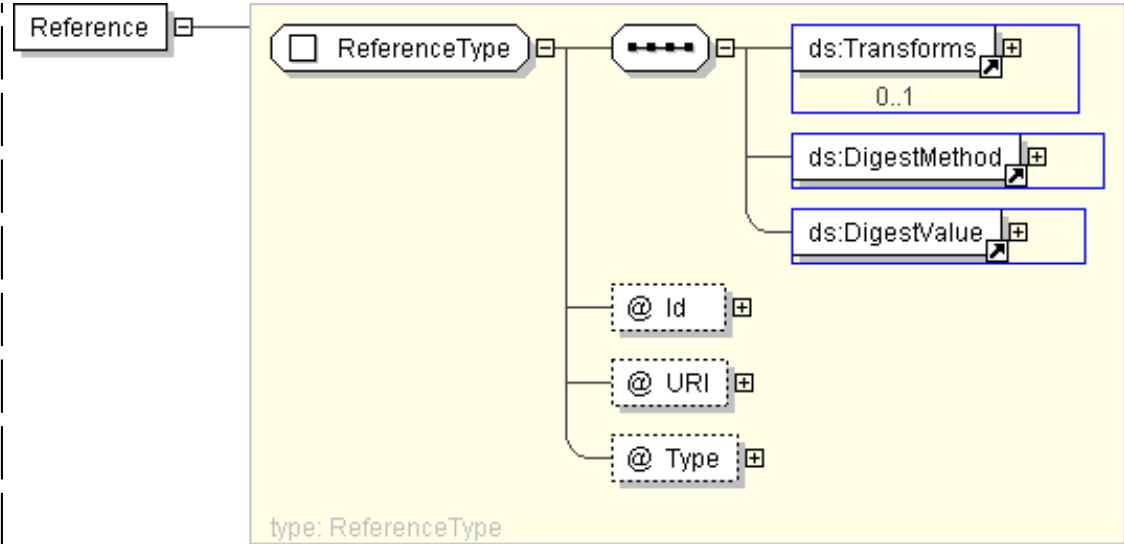 Reference
ReferenceType
ds:Transforms
0..1
ds:DigestMethod
ds:DigestValue
@ Id
@ URI
@ Type
type: ReferenceType